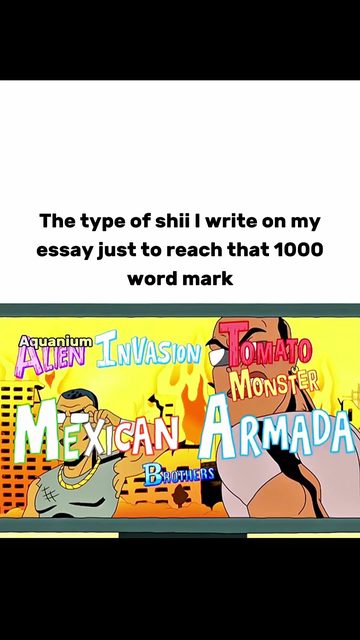 The type of shii I write on my
essay just to reach that 1000
word mark
Aquanium
ALIEN INVASION TOMATO
MONSTER
MEXICAN ARMADA
BROTHERS